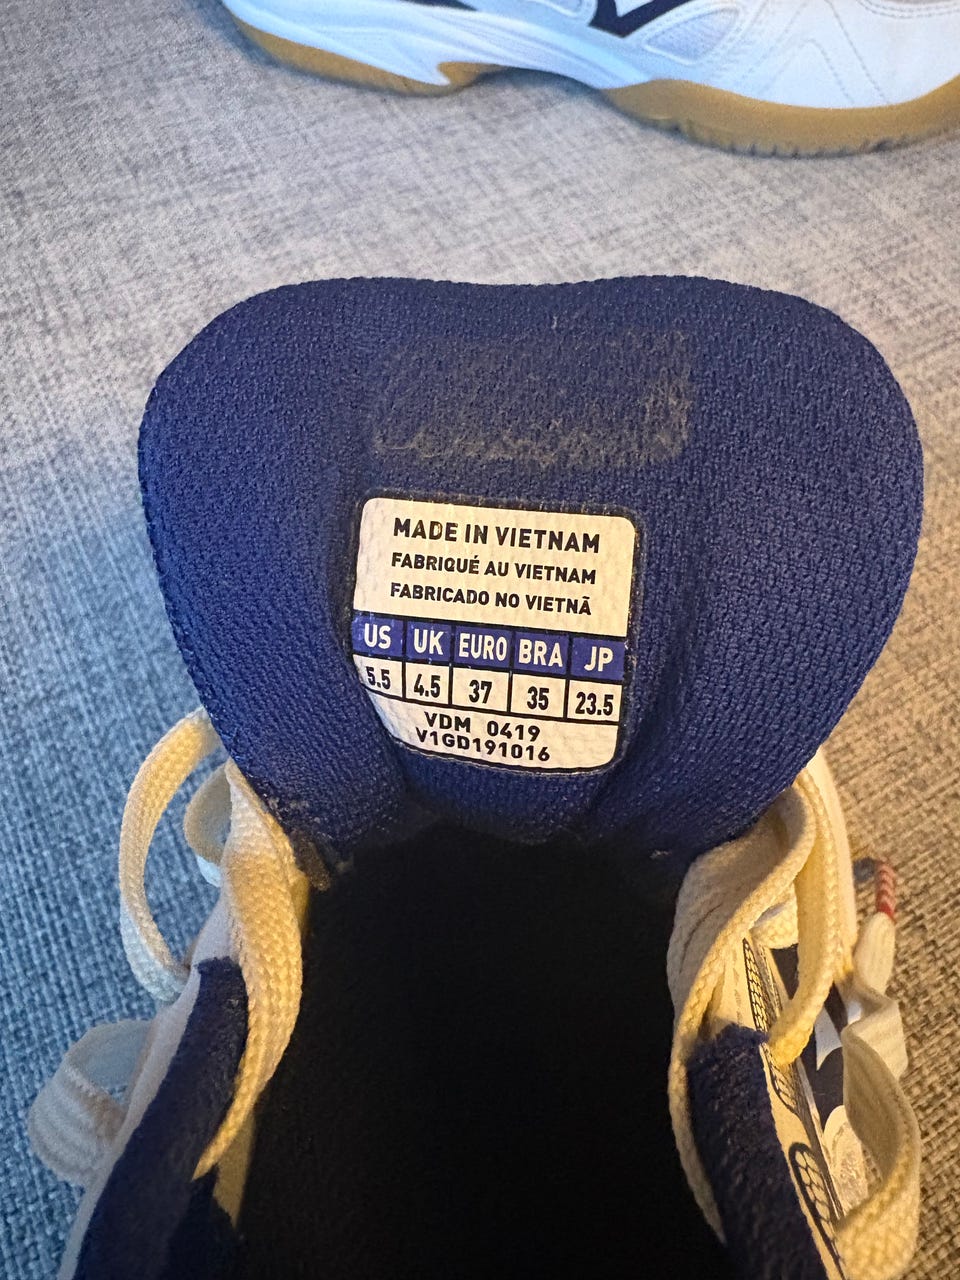 MADE IN VIETNAM
FABRIQUÉ AU VIETNAM
FABRICADO NO VIETNÃ
US UK EURO BRA JP
5.5 4.5 37 35 23.5
VDM 0419
V1GD191016